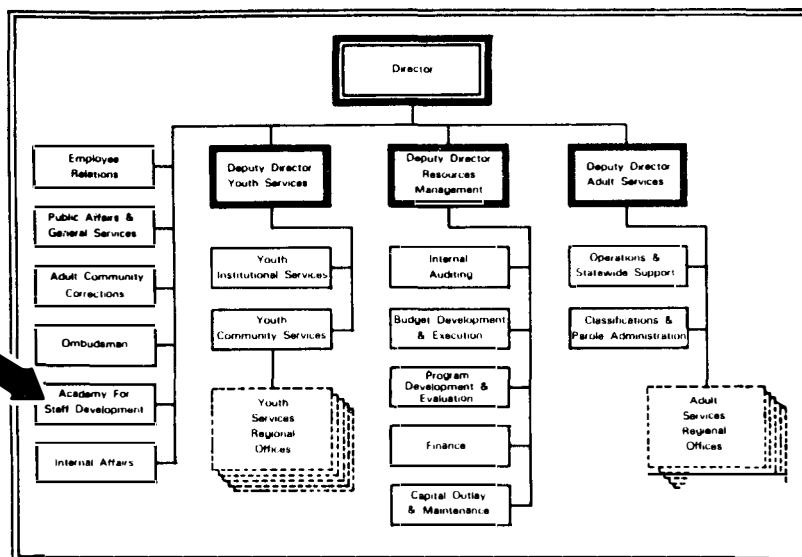 Director
Employee
Relations
Public Affairs &
General Services
Adult Community
Corrections
Ombudsman
Academy For
Staff Development
Internal Affairs
Deputy Director
Youth Services
Youth
Institutional Services
Youth
Community Services
Youth
Services
Regional
Offices
Deputy Director
Resources
Management
Internal
Auditing
Budget Development
& Execution
Program
Development &
Evaluation
Finance
Capital Outlay
& Maintenance
Deputy Director
Adult Services
Operations &
Statewide Support
Classifications &
Parole Administration
Adult
Services
Regional
Offices